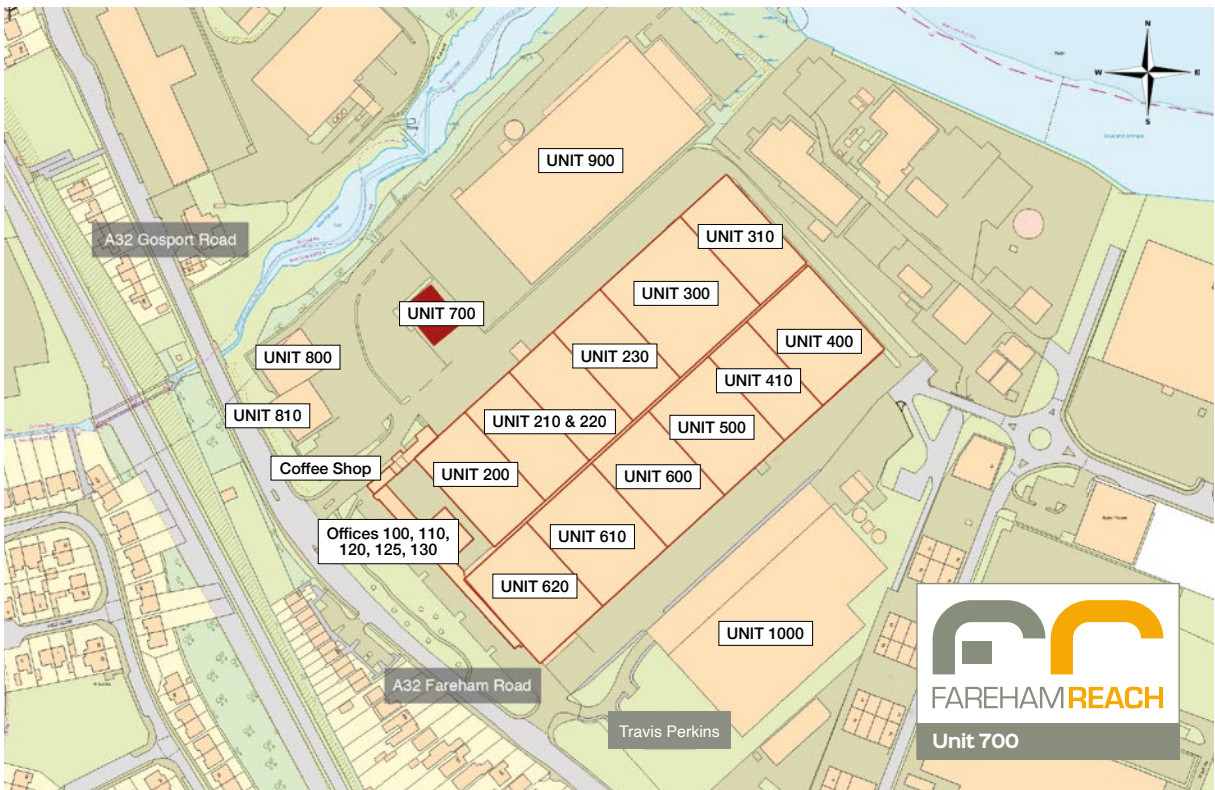 N
W
E
S
UNIT 900
A32 Gosport Road
UNIT 310
UNIT 300
UNIT 700
UNIT 400
UNIT 800
UNIT 230
UNIT 410
UNIT 810
UNIT 210 & 220
UNIT 500
Coffee Shop
UNIT 200
UNIT 600
Offices 100, 110,
120, 125, 130
UNIT 610
UNIT 620
UNIT 1000
A32 Fareham Road
Travis Perkins
FAREHAM REACH
Unit 700